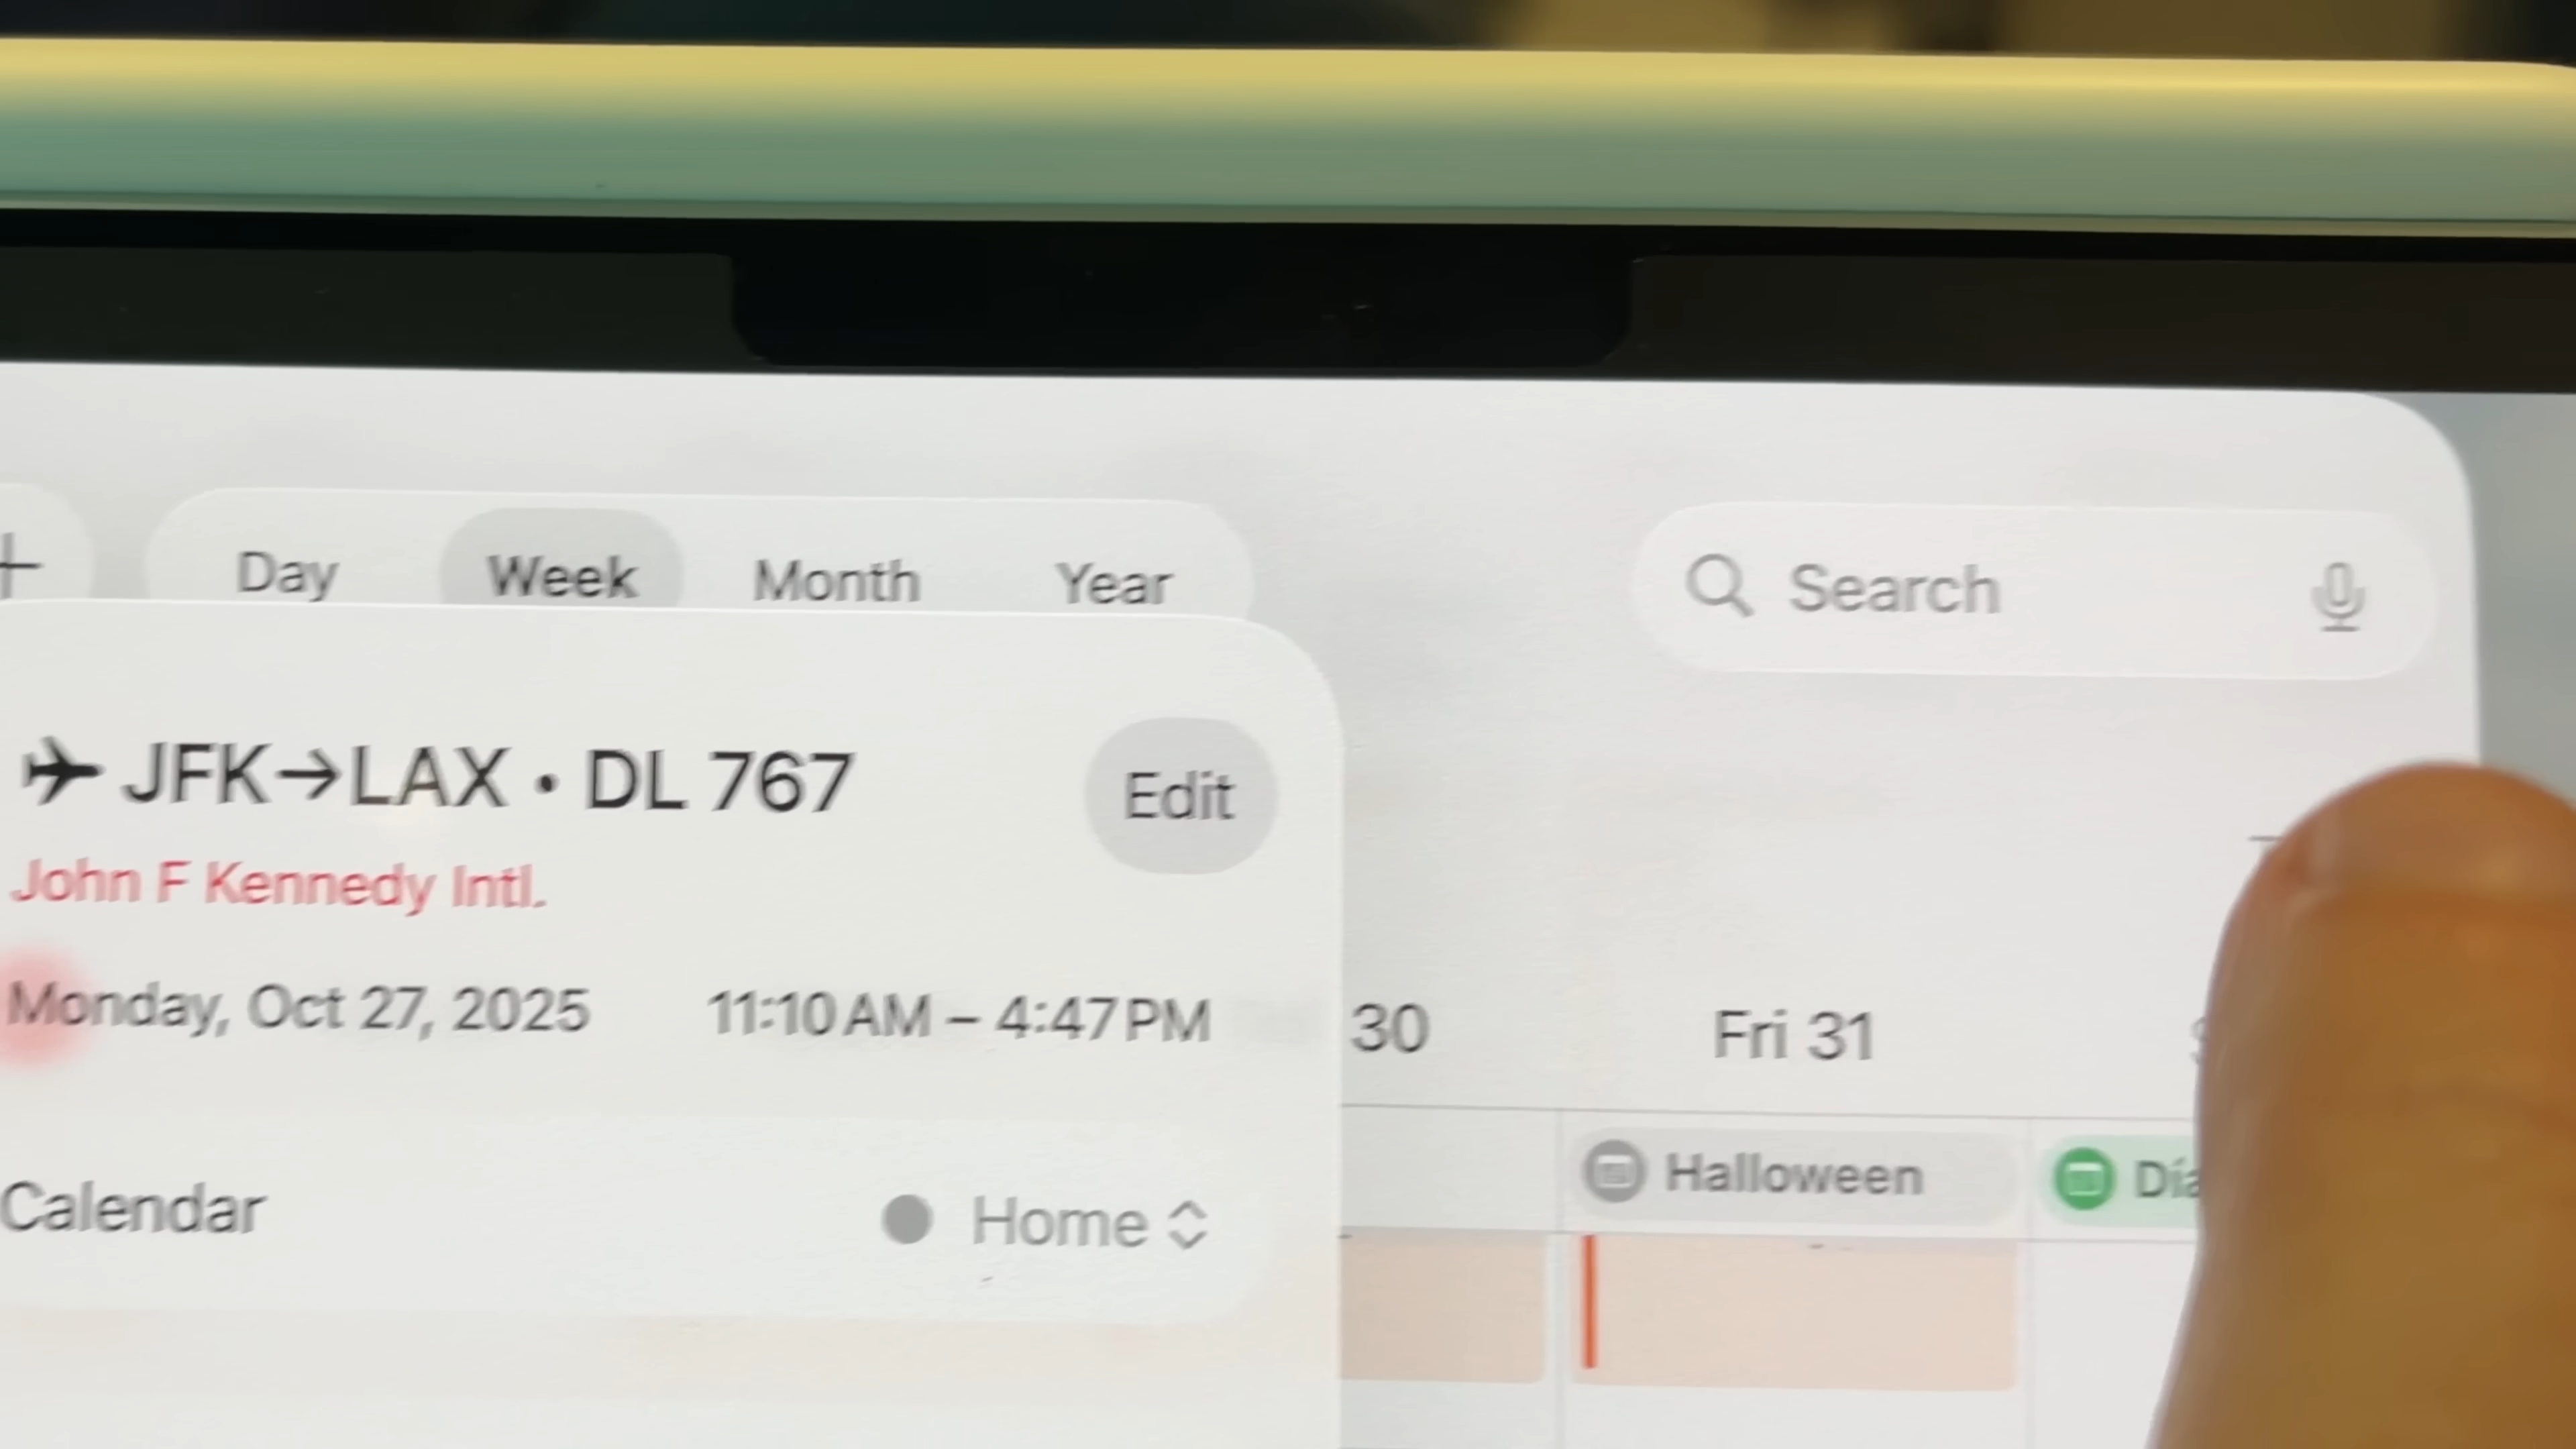 Day Week Month Year
Search
✈ JFK→LAX • DL 767
Edit
John F Kennedy Intl.
Monday, Oct 27, 2025 11:10 AM – 4:47 PM
30
Fri 31
Calendar
Home
Halloween